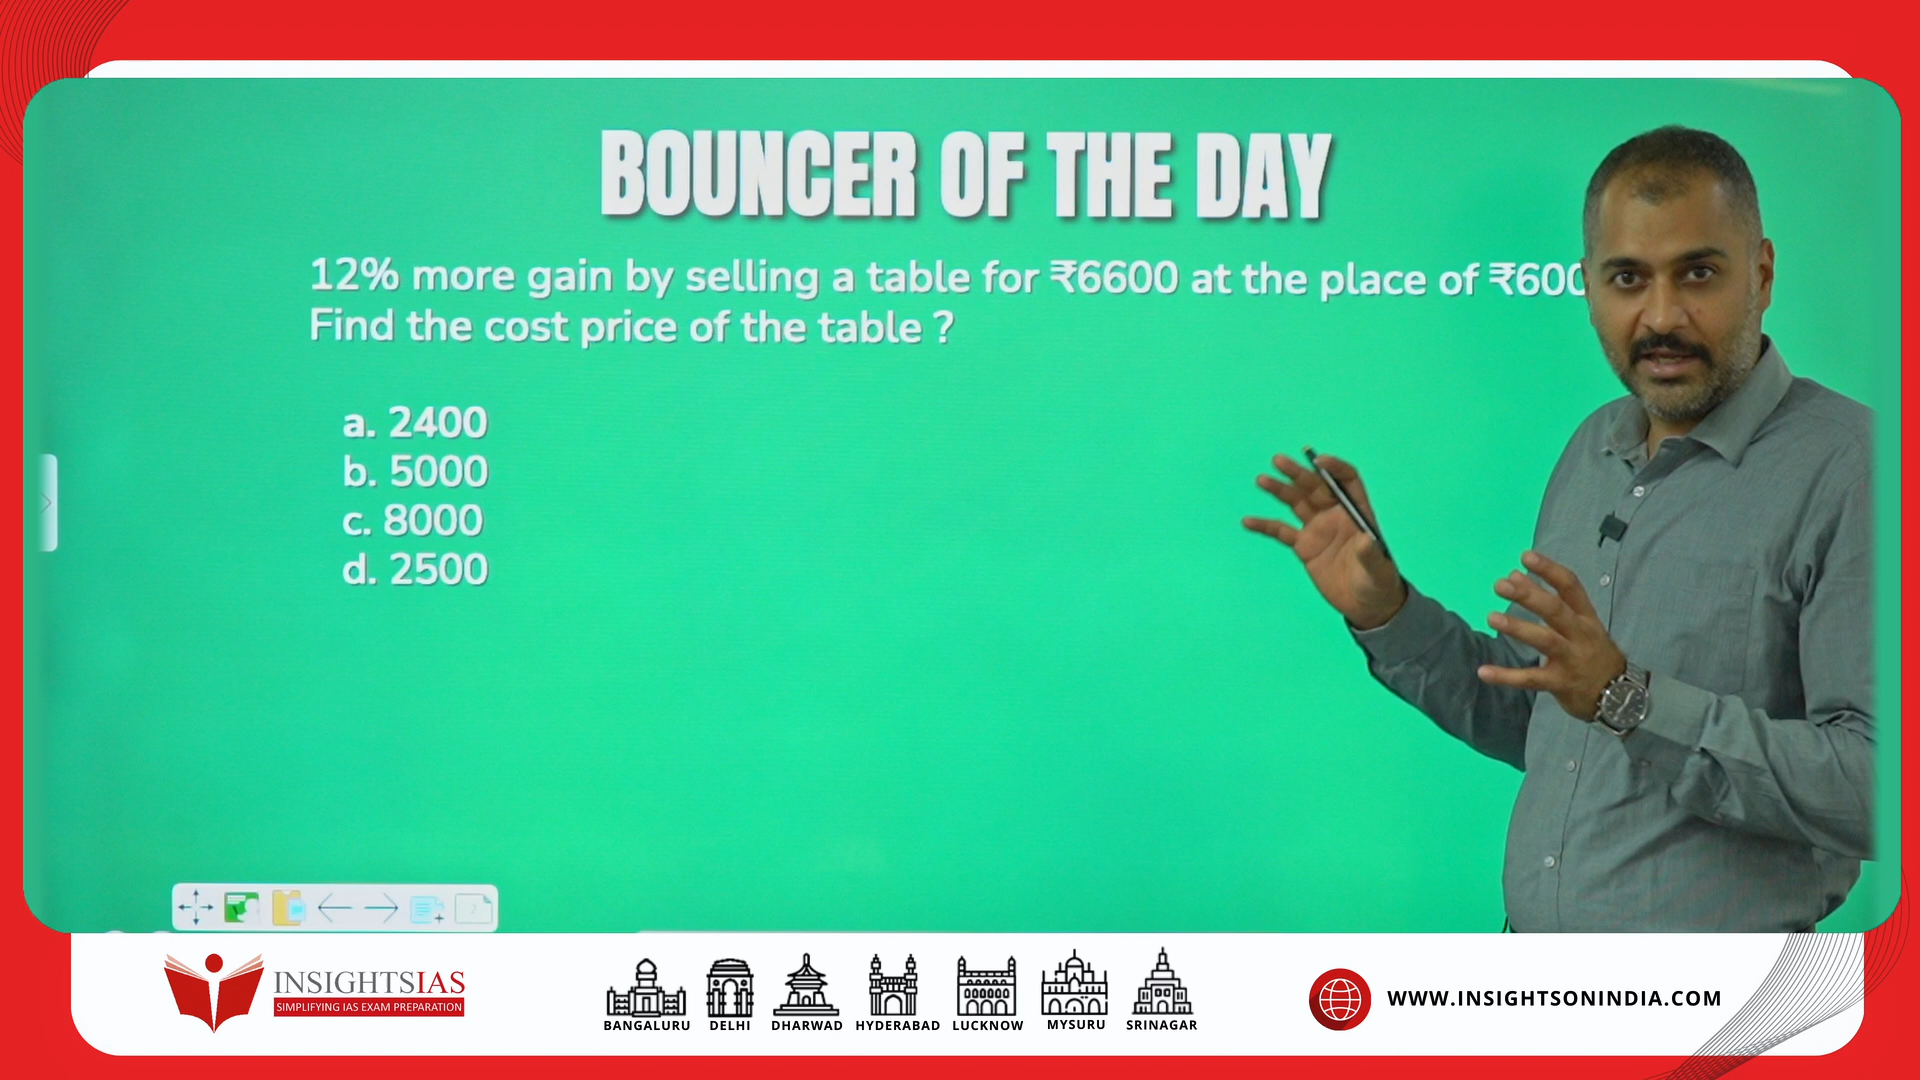 BOUNCER OF THE DAY
12% more gain by selling a table for ₹6600 at the place of
Find the cost price of the table ?
a. 2400
b. 5000
c. 8000
d. 2500
INSIGHTSIAS
SIMPLIFYING IAS EXAM PREPARATION
BANGALURU DELHI DHARWAD HYDERABAD LUCKNOW MYSURU SRINAGAR
WWW.INSIGHTSONINDIA.COM